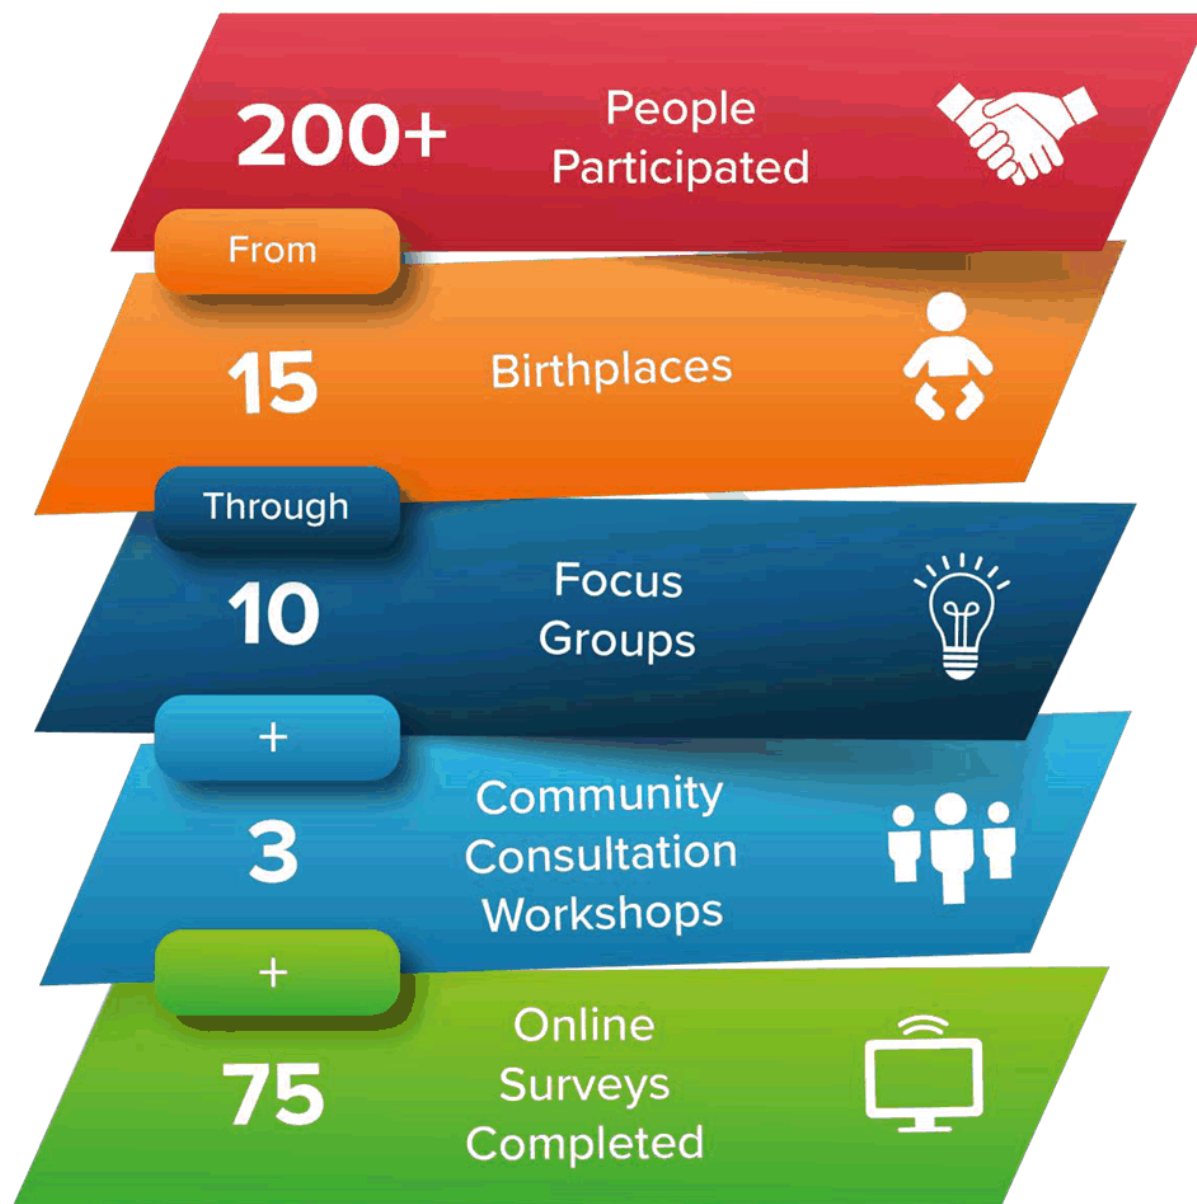 200+
People
Participated
From
15
Birthplaces
Through
10
Focus
Groups
+
3
Community
Consultation
Workshops
+
75
Online
Surveys
Completed